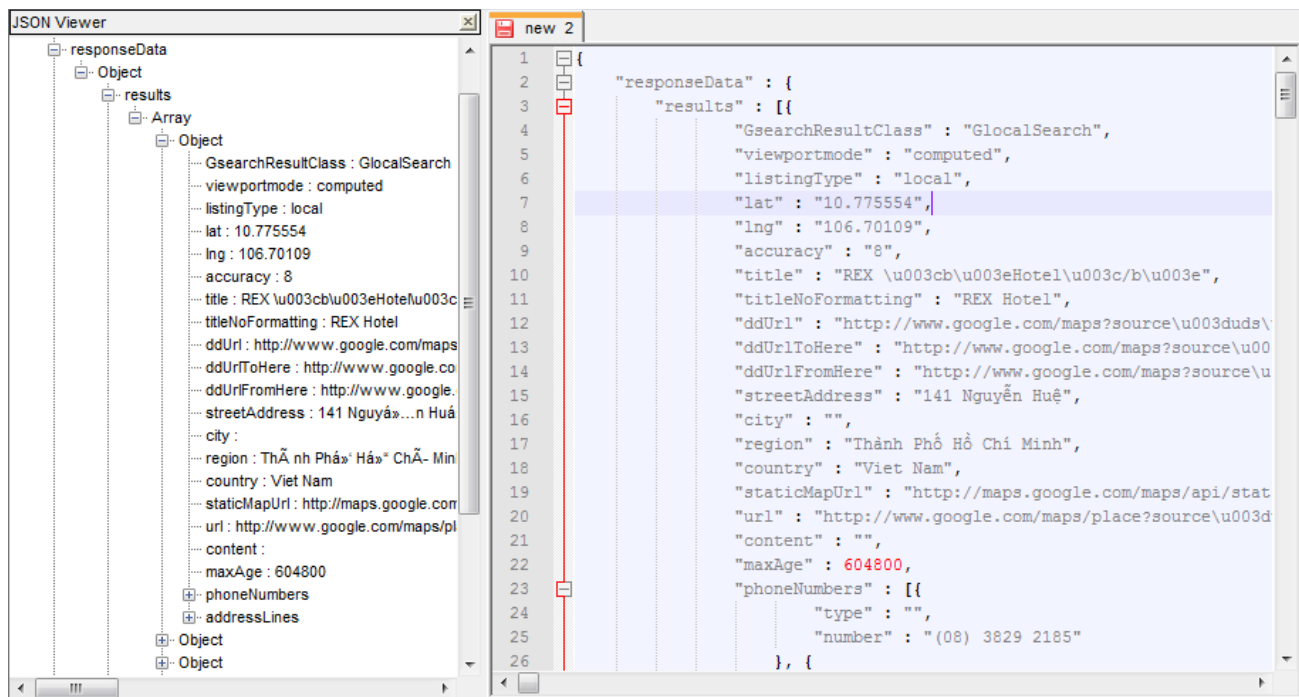 JSON Viewer
responseData
Object
results
Array
Object
GsearchResultClass : GlocalSearch
viewportmode : computed
listingType : local
lat : 10.775554
lng : 106.70109
accuracy : 8
title : REX \u003cb\u003eHotel\u003c
titleNoFormatting : REX Hotel
ddUrl : http://www.google.com/maps
ddUrlToHere : http://www.google.co
ddUrlFromHere : http://www.google.
streetAddress : 141 Nguyá»…n Huá
city :
region : ThÃ nh Phá»‘ Há»“ ChÃ- Min
country : Viet Nam
staticMapUrl : http://maps.google.com
url : http://www.google.com/maps/pl
content :
maxAge : 604800
phoneNumbers
addressLines
Object
Object
new 2
1 {
2 "responseData" : {
3 "results" : [{
4 "GsearchResultClass" : "GlocalSearch",
5 "viewportmode" : "computed",
6 "listingType" : "local",
7 "lat" : "10.775554",
8 "lng" : "106.70109",
9 "accuracy" : "8",
10 "title" : "REX \u003cb\u003eHotel\u003c/b\u003e",
11 "titleNoFormatting" : "REX Hotel",
12 "ddUrl" : "http://www.google.com/maps?source\u003duds\
13 "ddUrlToHere" : "http://www.google.com/maps?source\u00
14 "ddUrlFromHere" : "http://www.google.com/maps?source\u
15 "streetAddress" : "141 Nguyễn Huệ",
16 "city" : "",
17 "region" : "Thành Phố Hồ Chí Minh",
18 "country" : "Viet Nam",
19 "staticMapUrl" : "http://maps.google.com/maps/api/stat
20 "url" : "http://www.google.com/maps/place?source\u003d
21 "content" : "",
22 "maxAge" : 604800,
23 "phoneNumbers" : [{
24 "type" : "",
25 "number" : "(08) 3829 2185"
26 }, {